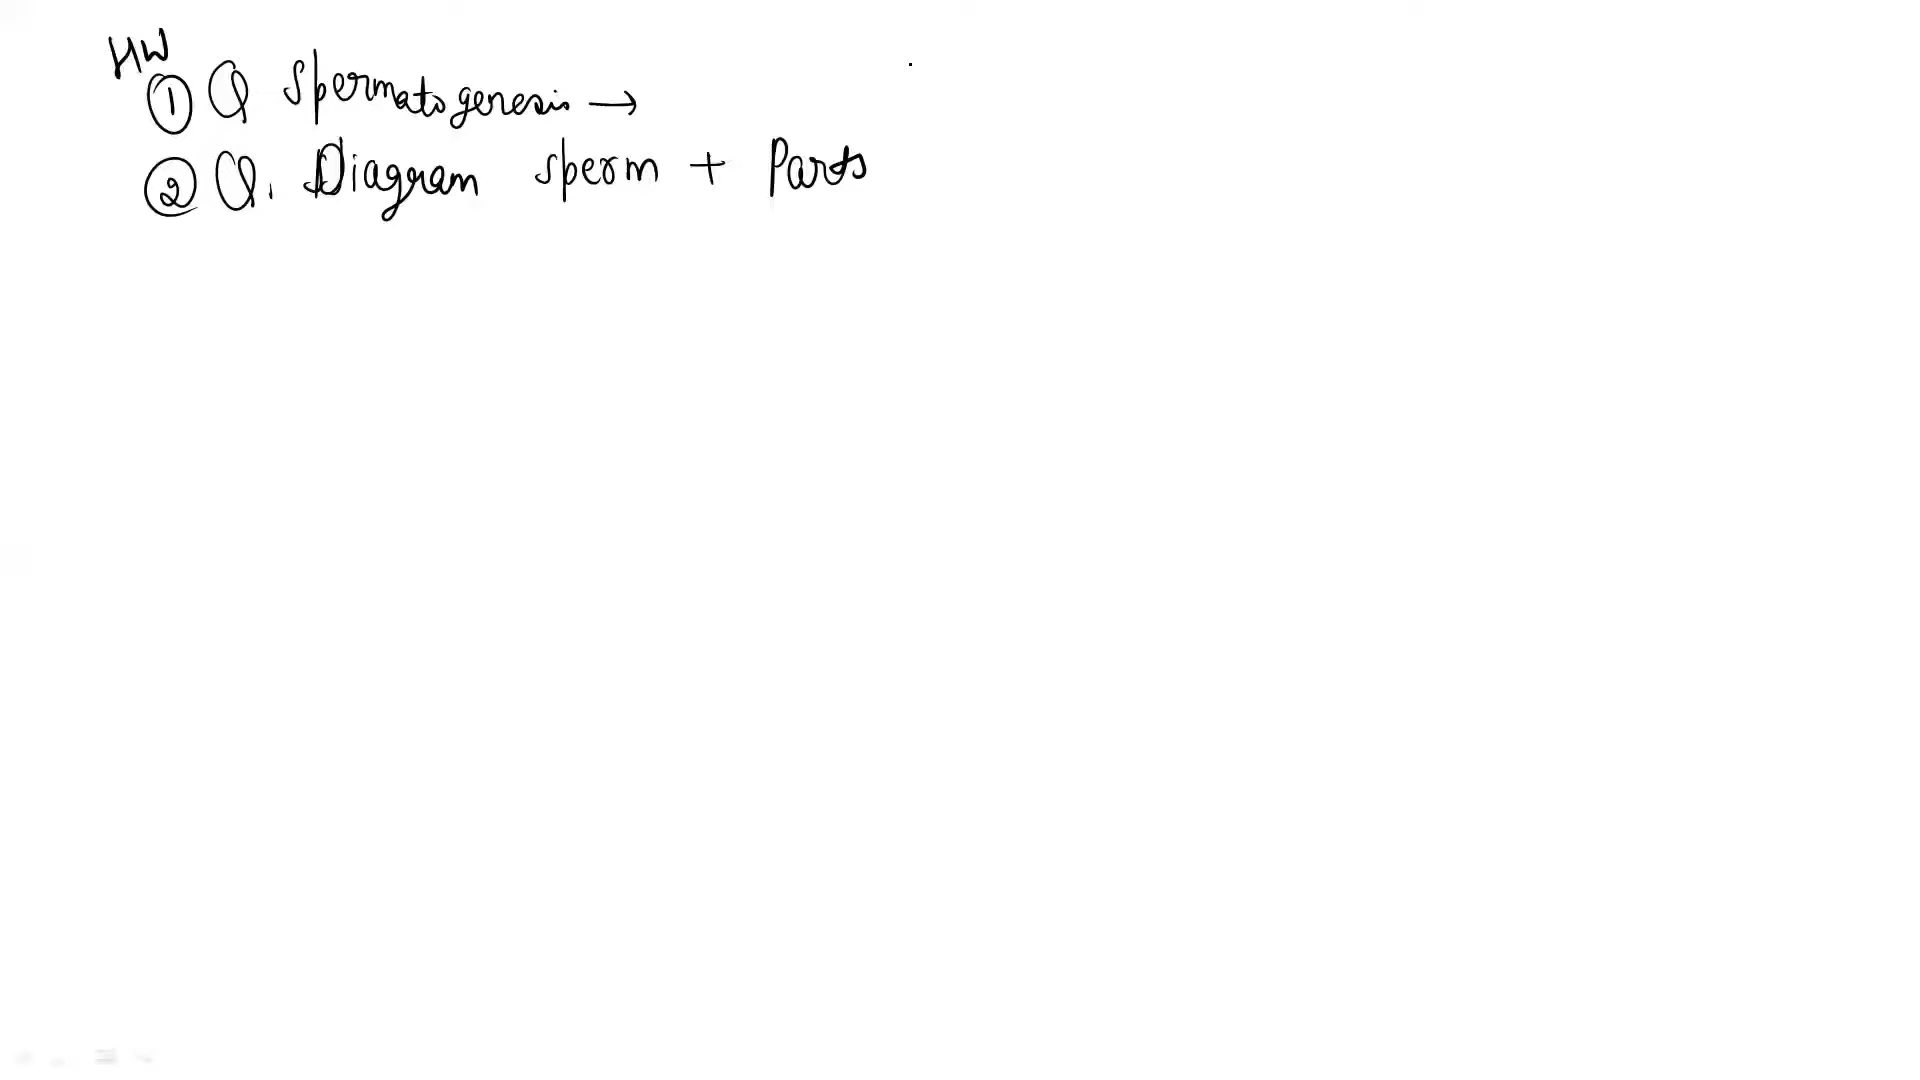 HW
① Q Spermatogenesis →
② Q. Diagram sperm + Parts